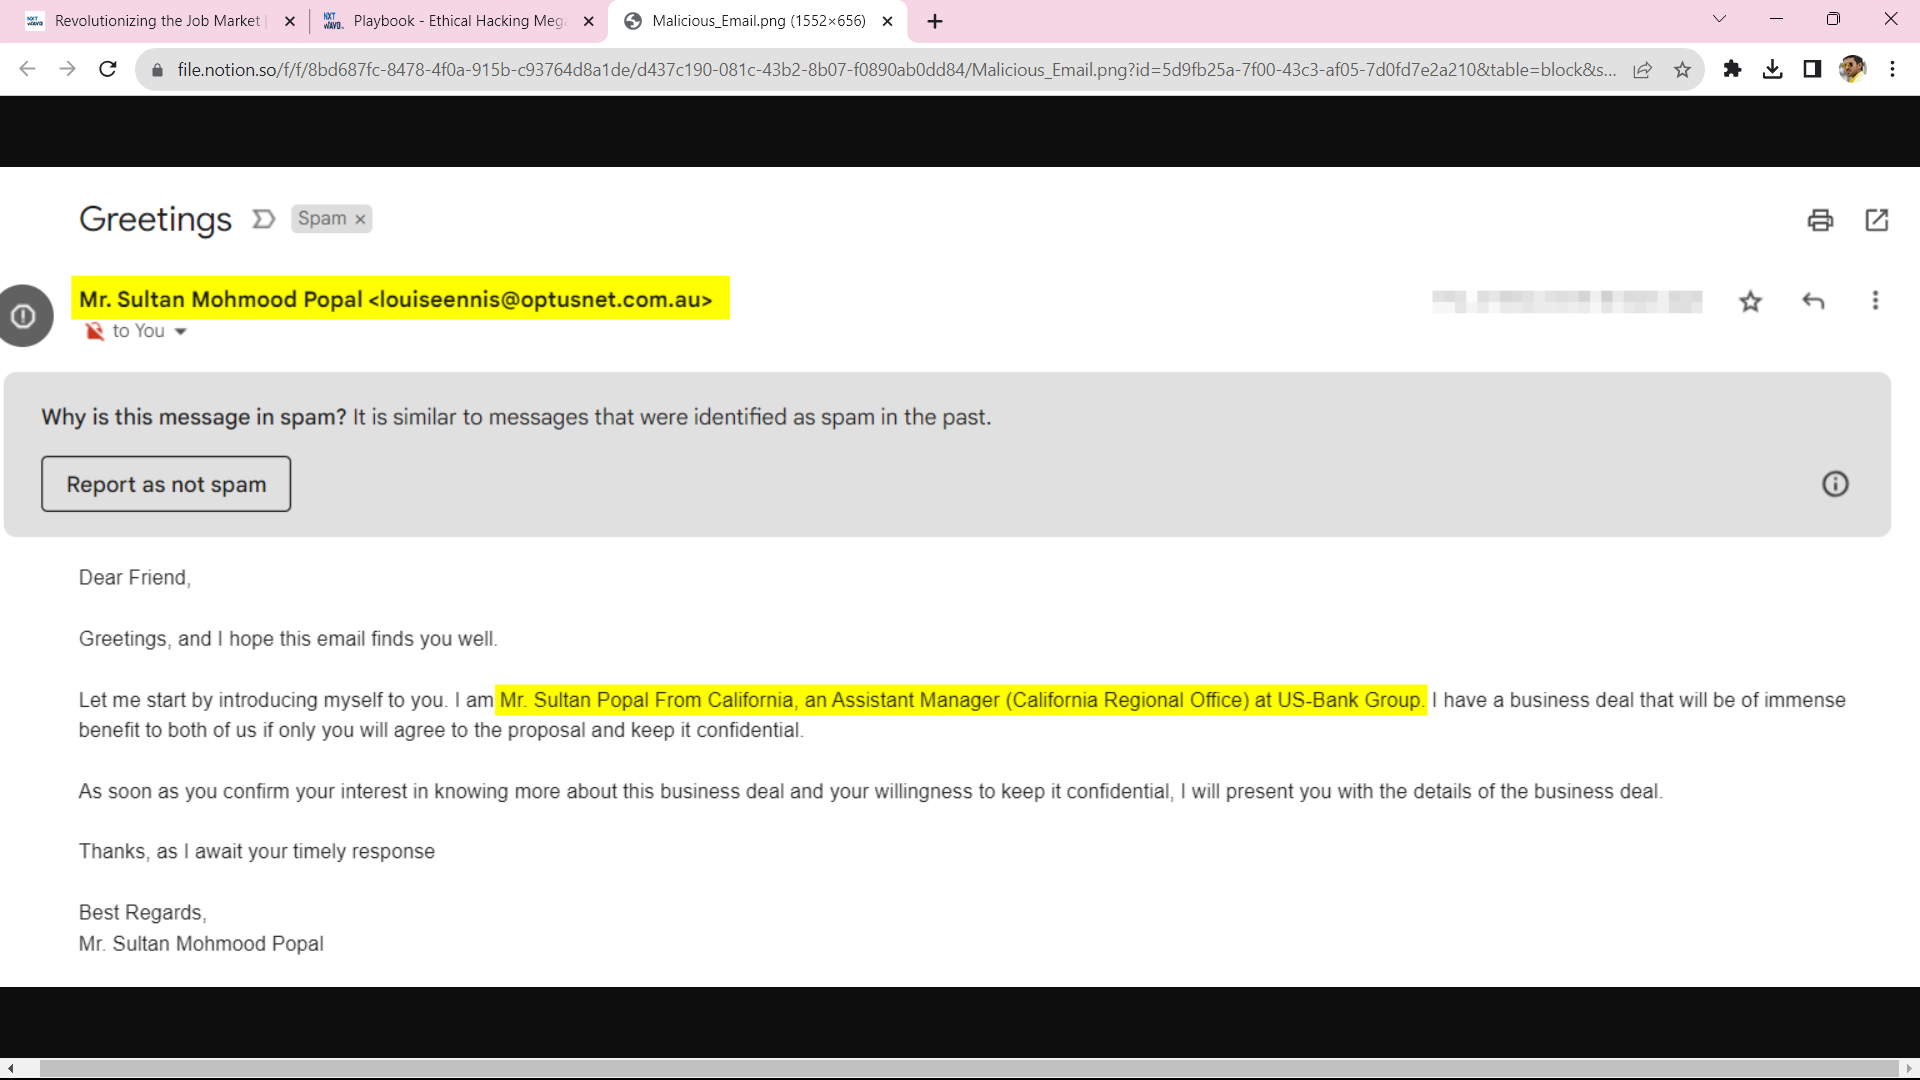 Revolutionizing the Job Market
Playbook - Ethical Hacking Mega
Malicious_Email.png (1552×656)
file.notion.so/f/f/8bd687fc-8478-4f0a-915b-c93764d8a1de/d437c190-081c-43b2-8b07-f0890ab0dd84/Malicious_Email.png?id=5d9fb25a-7f00-43c3-af05-7d0fd7e2a210&table=block&s...
Greetings
Spam ×
Mr. Sultan Mohmood Popal <louiseennis@optusnet.com.au>
to You
Why is this message in spam? It is similar to messages that were identified as spam in the past.
Report as not spam
Dear Friend,
Greetings, and I hope this email finds you well.
Let me start by introducing myself to you. I am Mr. Sultan Popal From California, an Assistant Manager (California Regional Office) at US-Bank Group. I have a business deal that will be of immense
benefit to both of us if only you will agree to the proposal and keep it confidential.
As soon as you confirm your interest in knowing more about this business deal and your willingness to keep it confidential, I will present you with the details of the business deal.
Thanks, as I await your timely response
Best Regards,
Mr. Sultan Mohmood Popal